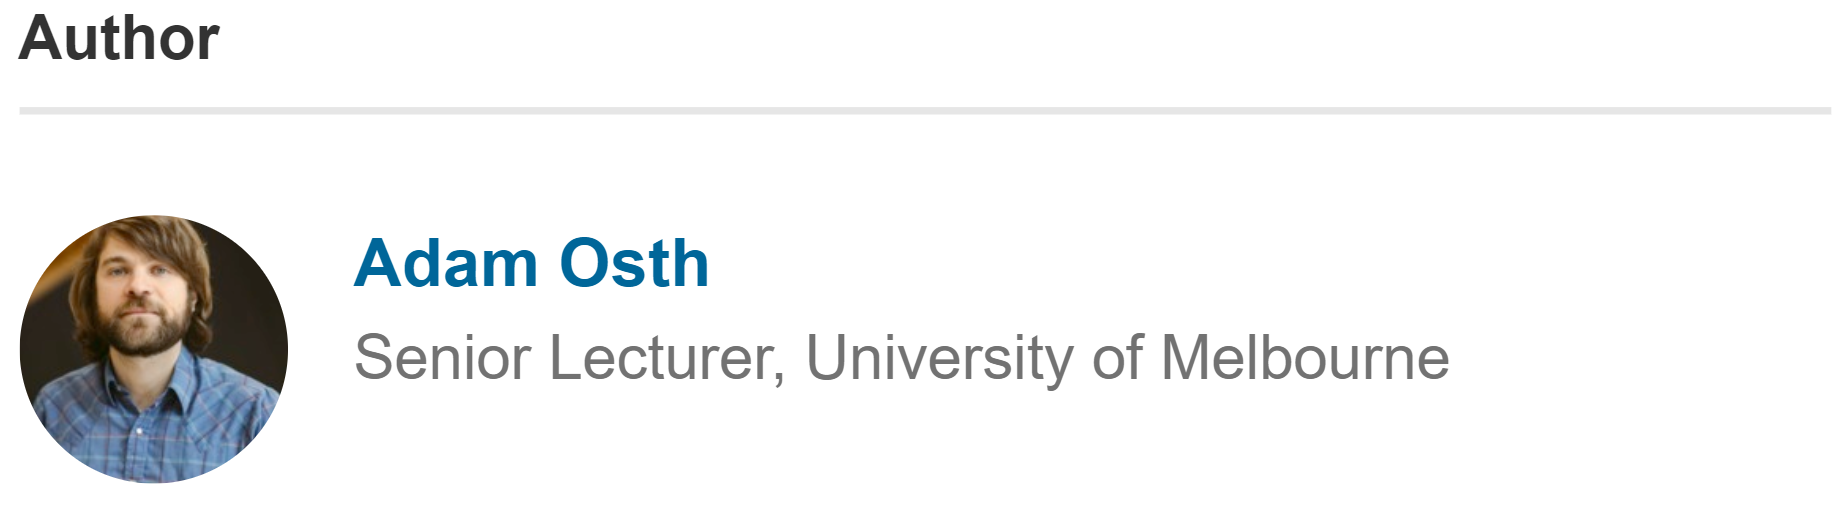 Author
Adam Osth
Senior Lecturer, University of Melbourne